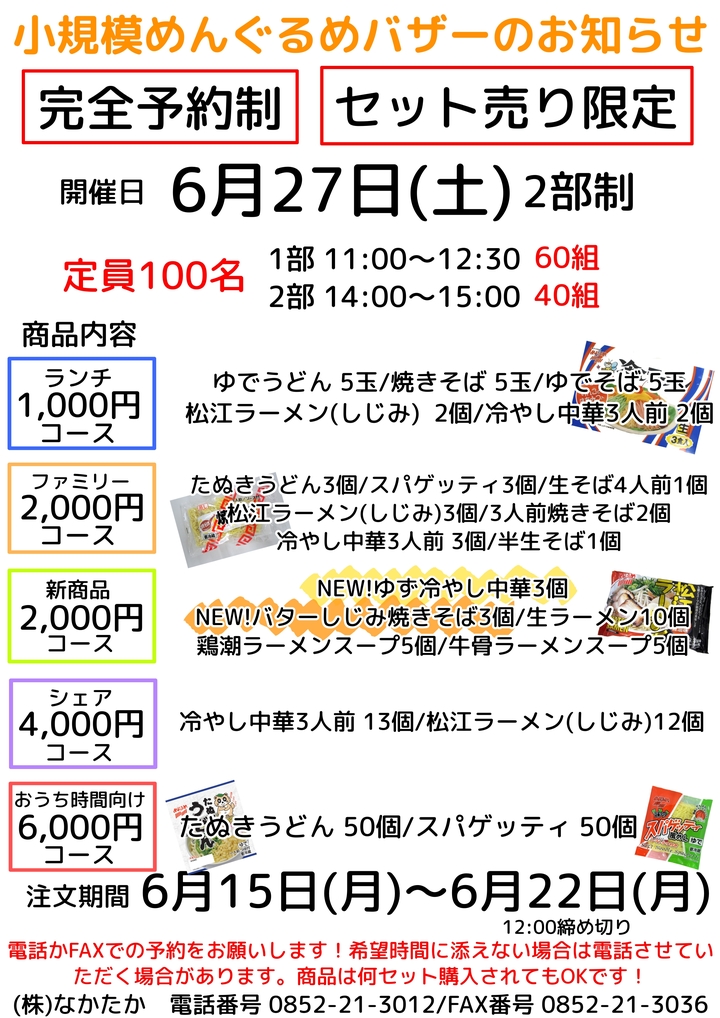 小規模めんぐるめバザーのお知らせ
完全予約制 セット売り限定
開催日 6月27日(土) 2部制
定員100名
1部 11:00〜12:30 60組
2部 14:00〜15:00 40組
商品内容
ランチ
1,000円
コース
ゆでうどん 5玉/焼きそば 5玉/ゆでそば 5玉
松江ラーメン(しじみ) 2個/冷やし中華3人前 2個
生
3食入
ファミリー
2,000円
コース
たぬきうどん3個/スパゲッティ3個/生そば4人前1個
松江ラーメン(しじみ)3個/3人前焼きそば2個
冷やし中華3人前 3個/半生そば1個
新商品
2,000円
コース
NEW!ゆず冷やし中華3個
NEW!バターしじみ焼きそば3個/生ラーメン10個
鶏潮ラーメンスープ5個/牛骨ラーメンスープ5個
シェア
4,000円
コース
冷やし中華3人前 13個/松江ラーメン(しじみ)12個
おうち時間向け
6,000円
コース
たぬきうどん 50個/スパゲッティ 50個
たぬき
うどん
スパゲッティ
注文期間 6月15日(月)〜6月22日(月)
12:00締め切り
電話かFAXでの予約をお願いします！希望時間に添えない場合は電話させてい
ただく場合があります。商品は何セット購入されてもOKです！
(株)なかたか 電話番号 0852-21-3012/FAX番号 0852-21-3036